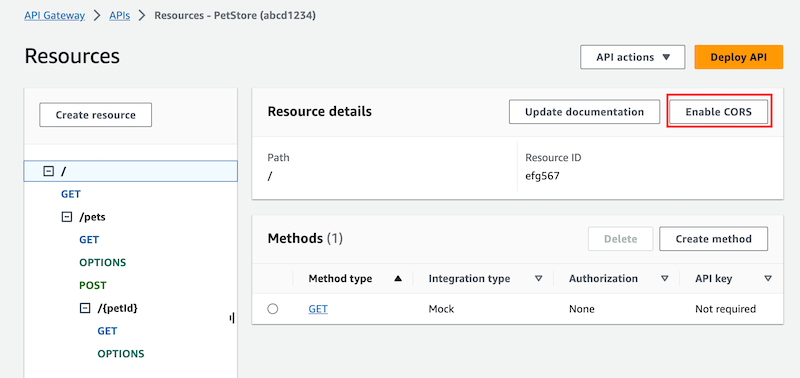 API Gateway > APIs > Resources - PetStore (abcd1234)
Resources
API actions ▼
Deploy API
Create resource
/
GET
/pets
GET
OPTIONS
POST
/{petId}
GET
OPTIONS
Resource details
Update documentation
Enable CORS
Path
/
Resource ID
efg567
Methods (1)
Delete
Create method
Method type Integration type Authorization API key
GET Mock None Not required